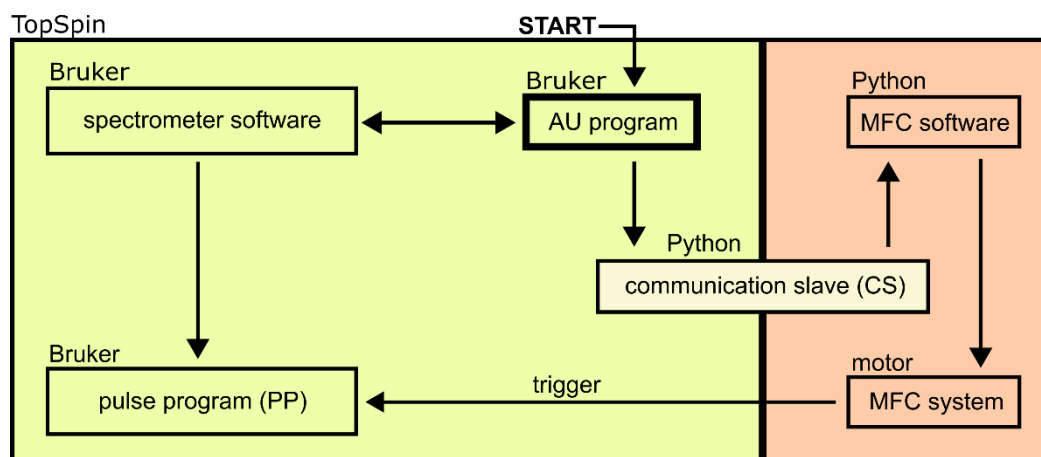 TopSpin
START
Bruker
spectrometer software
Bruker
AU program
Python
MFC software
Python
communication slave (CS)
Bruker
pulse program (PP)
trigger
motor
MFC system